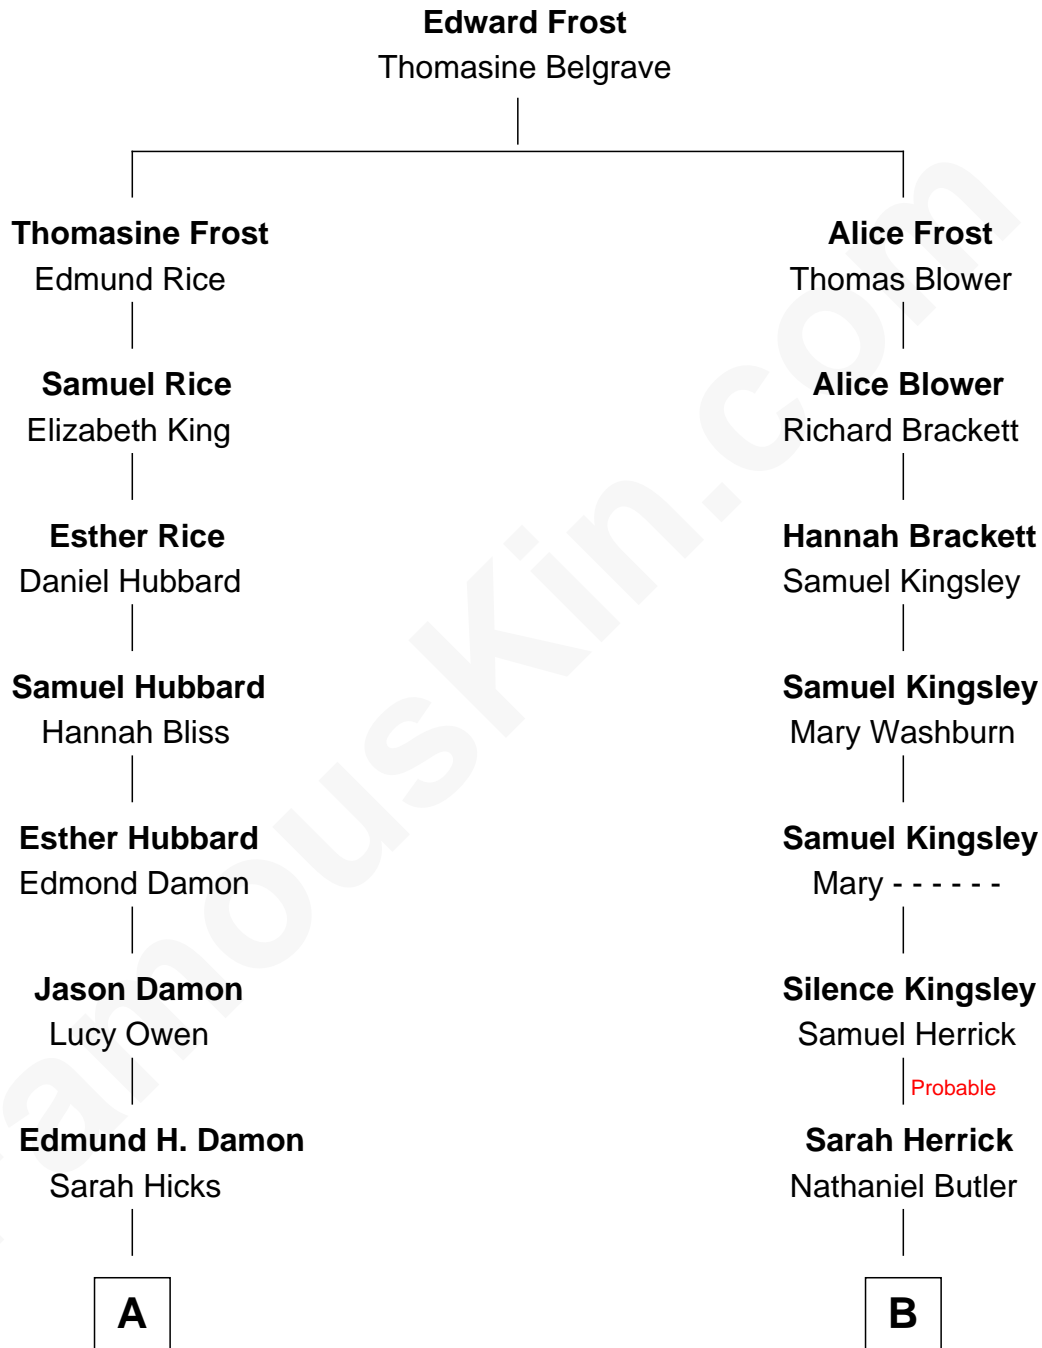 Edward Frost
Thomasine Belgrave
Thomasine Frost
Edmund Rice
Alice Frost
Thomas Blower
Samuel Rice
Elizabeth King
Alice Blower
Richard Brackett
Esther Rice
Daniel Hubbard
Hannah Brackett
Samuel Kingsley
Samuel Hubbard
Hannah Bliss
Samuel Kingsley
Mary Washburn
Esther Hubbard
Edmond Damon
Samuel Kingsley
Mary - - - - - -
Jason Damon
Lucy Owen
Silence Kingsley
Samuel Herrick
Probable
Edmund H. Damon
Sarah Hicks
Sarah Herrick
Nathaniel Butler
A
B
FamousKin.com